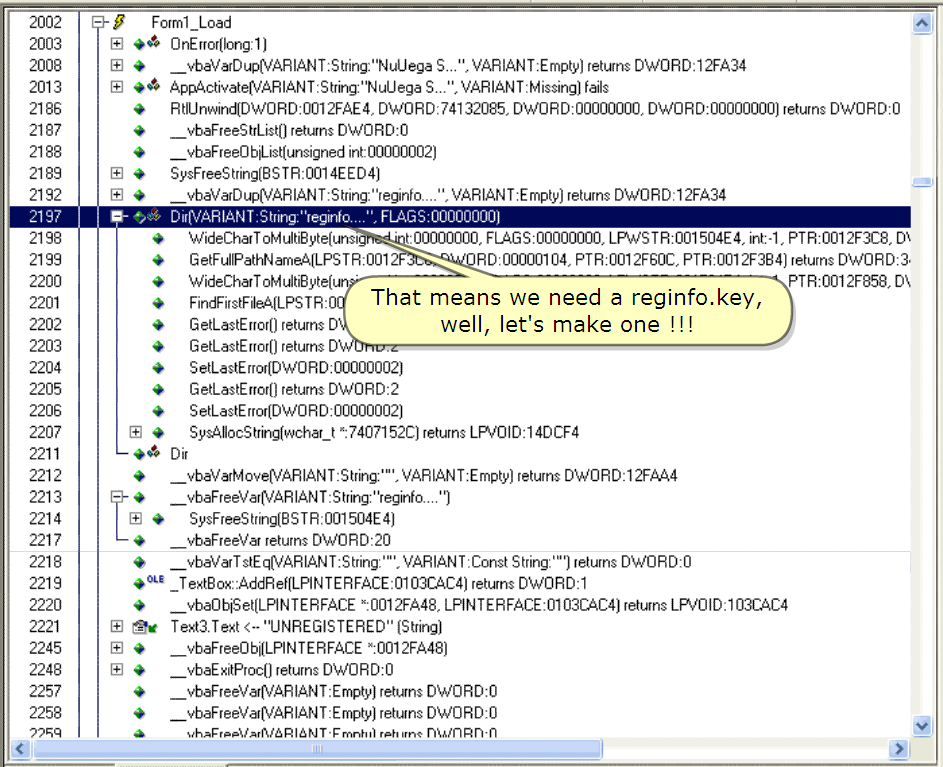 2002 Form1_Load
2003 OnError(long:1)
2008 __vbaVarDup(VARIANT:String:"NuUega S...", VARIANT:Empty) returns DWORD:12FA34
2013 AppActivate(VARIANT:String:"NuUega S...", VARIANT:Missing) fails
2186 RtlUnwind(DWORD:0012FAE4, DWORD:74132085, DWORD:00000000, DWORD:00000000) returns DWORD:0
2187 __vbaFreeStrList() returns DWORD:0
2188 __vbaFreeObjList(unsigned int:00000002)
2189 SysFreeString(BSTR:0014EED4)
2192 __vbaVarDup(VARIANT:String:"reginfo....", VARIANT:Empty) returns DWORD:12FA34
2197 Dir(VARIANT:String:"reginfo....", FLAGS:00000000)
2198 WideCharToMultiByte(unsigned int:00000000, FLAGS:00000000, LPWSTR:001504E4, int:-1, PTR:0012F3C8, DV
2199 GetFullPathNameA(LPSTR:0012F3C8, DWORD:00000104, PTR:0012F60C, PTR:0012F3B4) returns DWORD:3
2200 WideCharToMultiByte(unsigned PTR:0012F858, DV
2201 FindFirstFileA(LPSTR:00
That means we need a reginfo.key,
well, let's make one !!!
2202 GetLastError() returns
2203 GetLastError() returns DWORD:2
2204 SetLastError(DWORD:00000002)
2205 GetLastError() returns DWORD:2
2206 SetLastError(DWORD:00000002)
2207 SysAllocString(wchar_t *:7407152C) returns LPVOID:14DCF4
2211 Dir
2212 __vbaVarMove(VARIANT:String:"", VARIANT:Empty) returns DWORD:12FAA4
2213 __vbaFreeVar(VARIANT:String:"reginfo....")
2214 SysFreeString(BSTR:001504E4)
2217 __vbaFreeVar returns DWORD:20
2218 __vbaVarTstEq(VARIANT:String:"", VARIANT:Const String:"") returns DWORD:0
2219 OLE _TextBox::AddRef(LPINTERFACE:0103CAC4) returns DWORD:1
2220 __vbaObjSet(LPINTERFACE *:0012FA48, LPINTERFACE:0103CAC4) returns LPVOID:103CAC4
2221 Text3.Text <-- "UNREGISTERED" (String)
2245 __vbaFreeObj(LPINTERFACE *:0012FA48)
2248 __vbaExitProc() returns DWORD:0
2257 __vbaFreeVar(VARIANT:Empty) returns DWORD:0
2258 __vbaFreeVar(VARIANT:Empty) returns DWORD:0
2259 __vbaFreeVar(VARIANT:Empty) returns DWORD:0